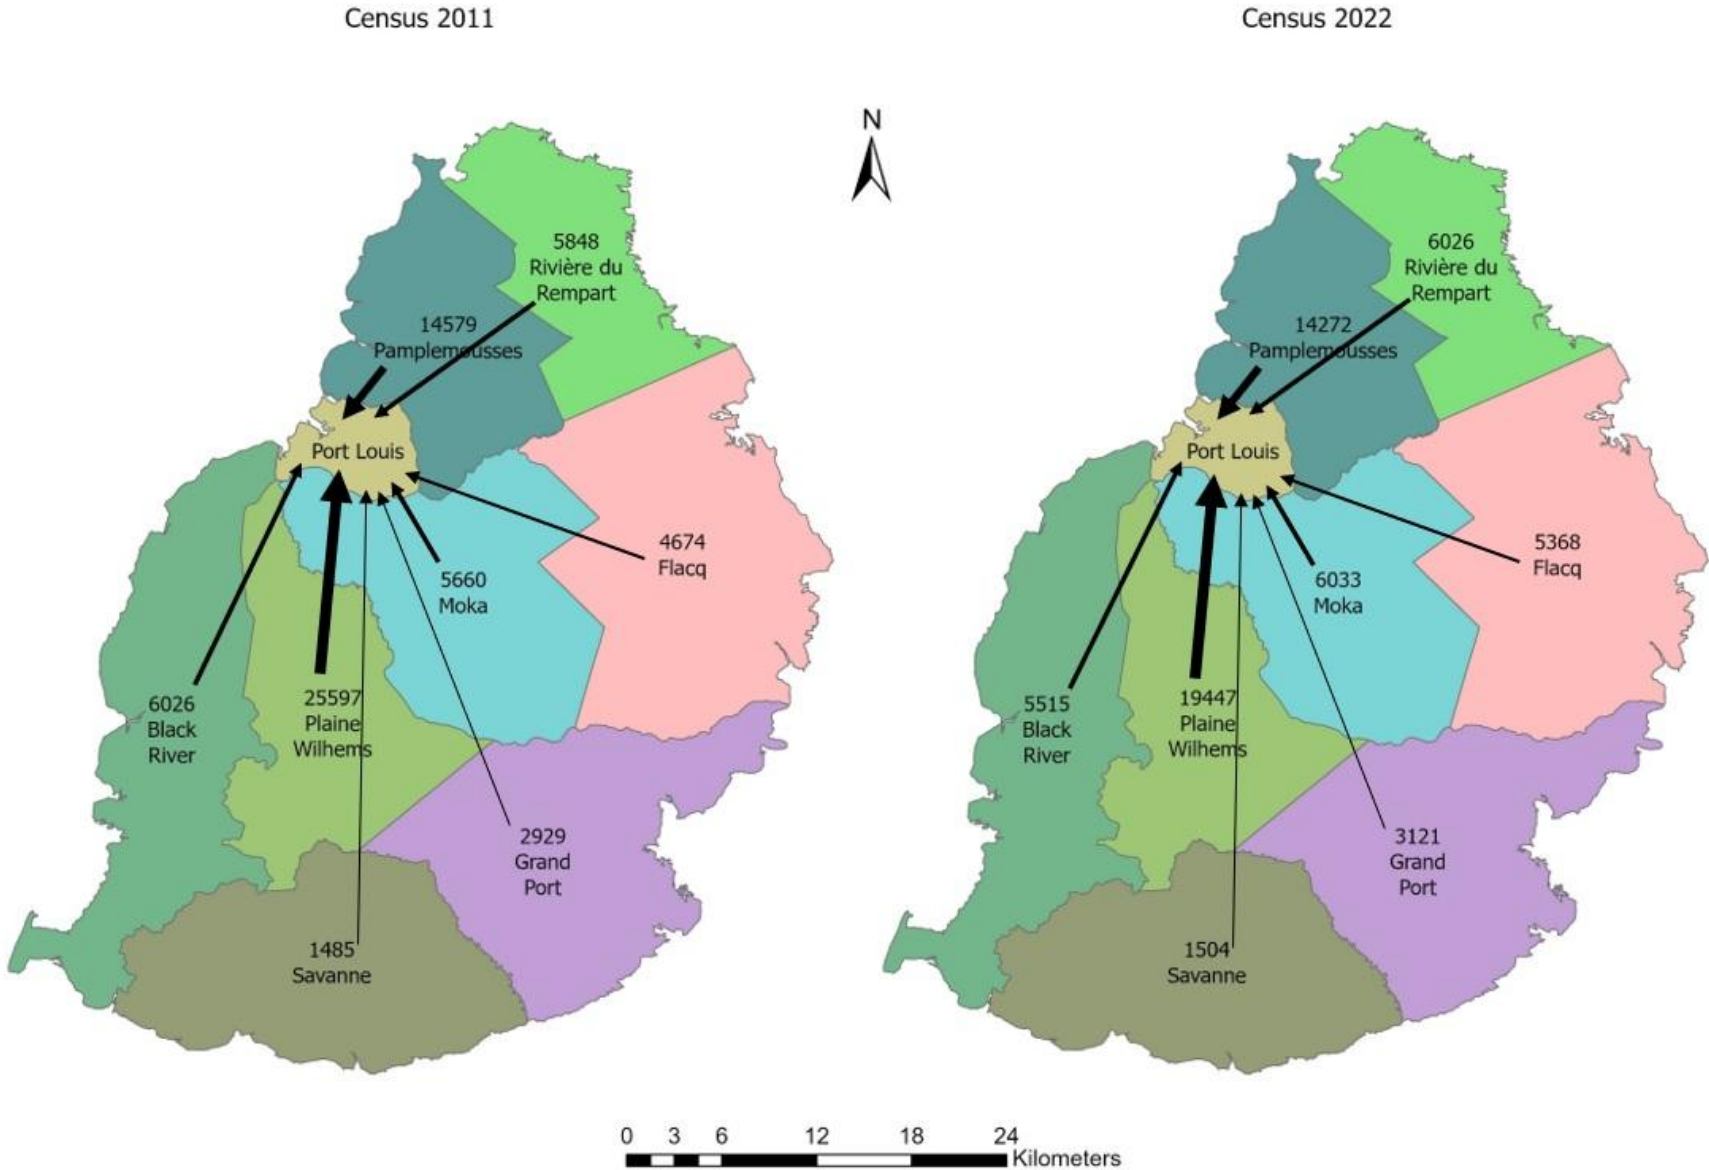 Census 2011
Census 2022
N
5848
Rivière du
Rempart
14579
Pamplemousses
Port Louis
4674
Flacq
5660
Moka
6026
Black
River
25597
Plaine
Wilhems
2929
Grand
Port
1485
Savanne
6026
Rivière du
Rempart
14272
Pamplemousses
Port Louis
5368
Flacq
6033
Moka
5515
Black
River
19447
Plaine
Wilhems
3121
Grand
Port
1504
Savanne
0 3 6 12 18 24
Kilometers